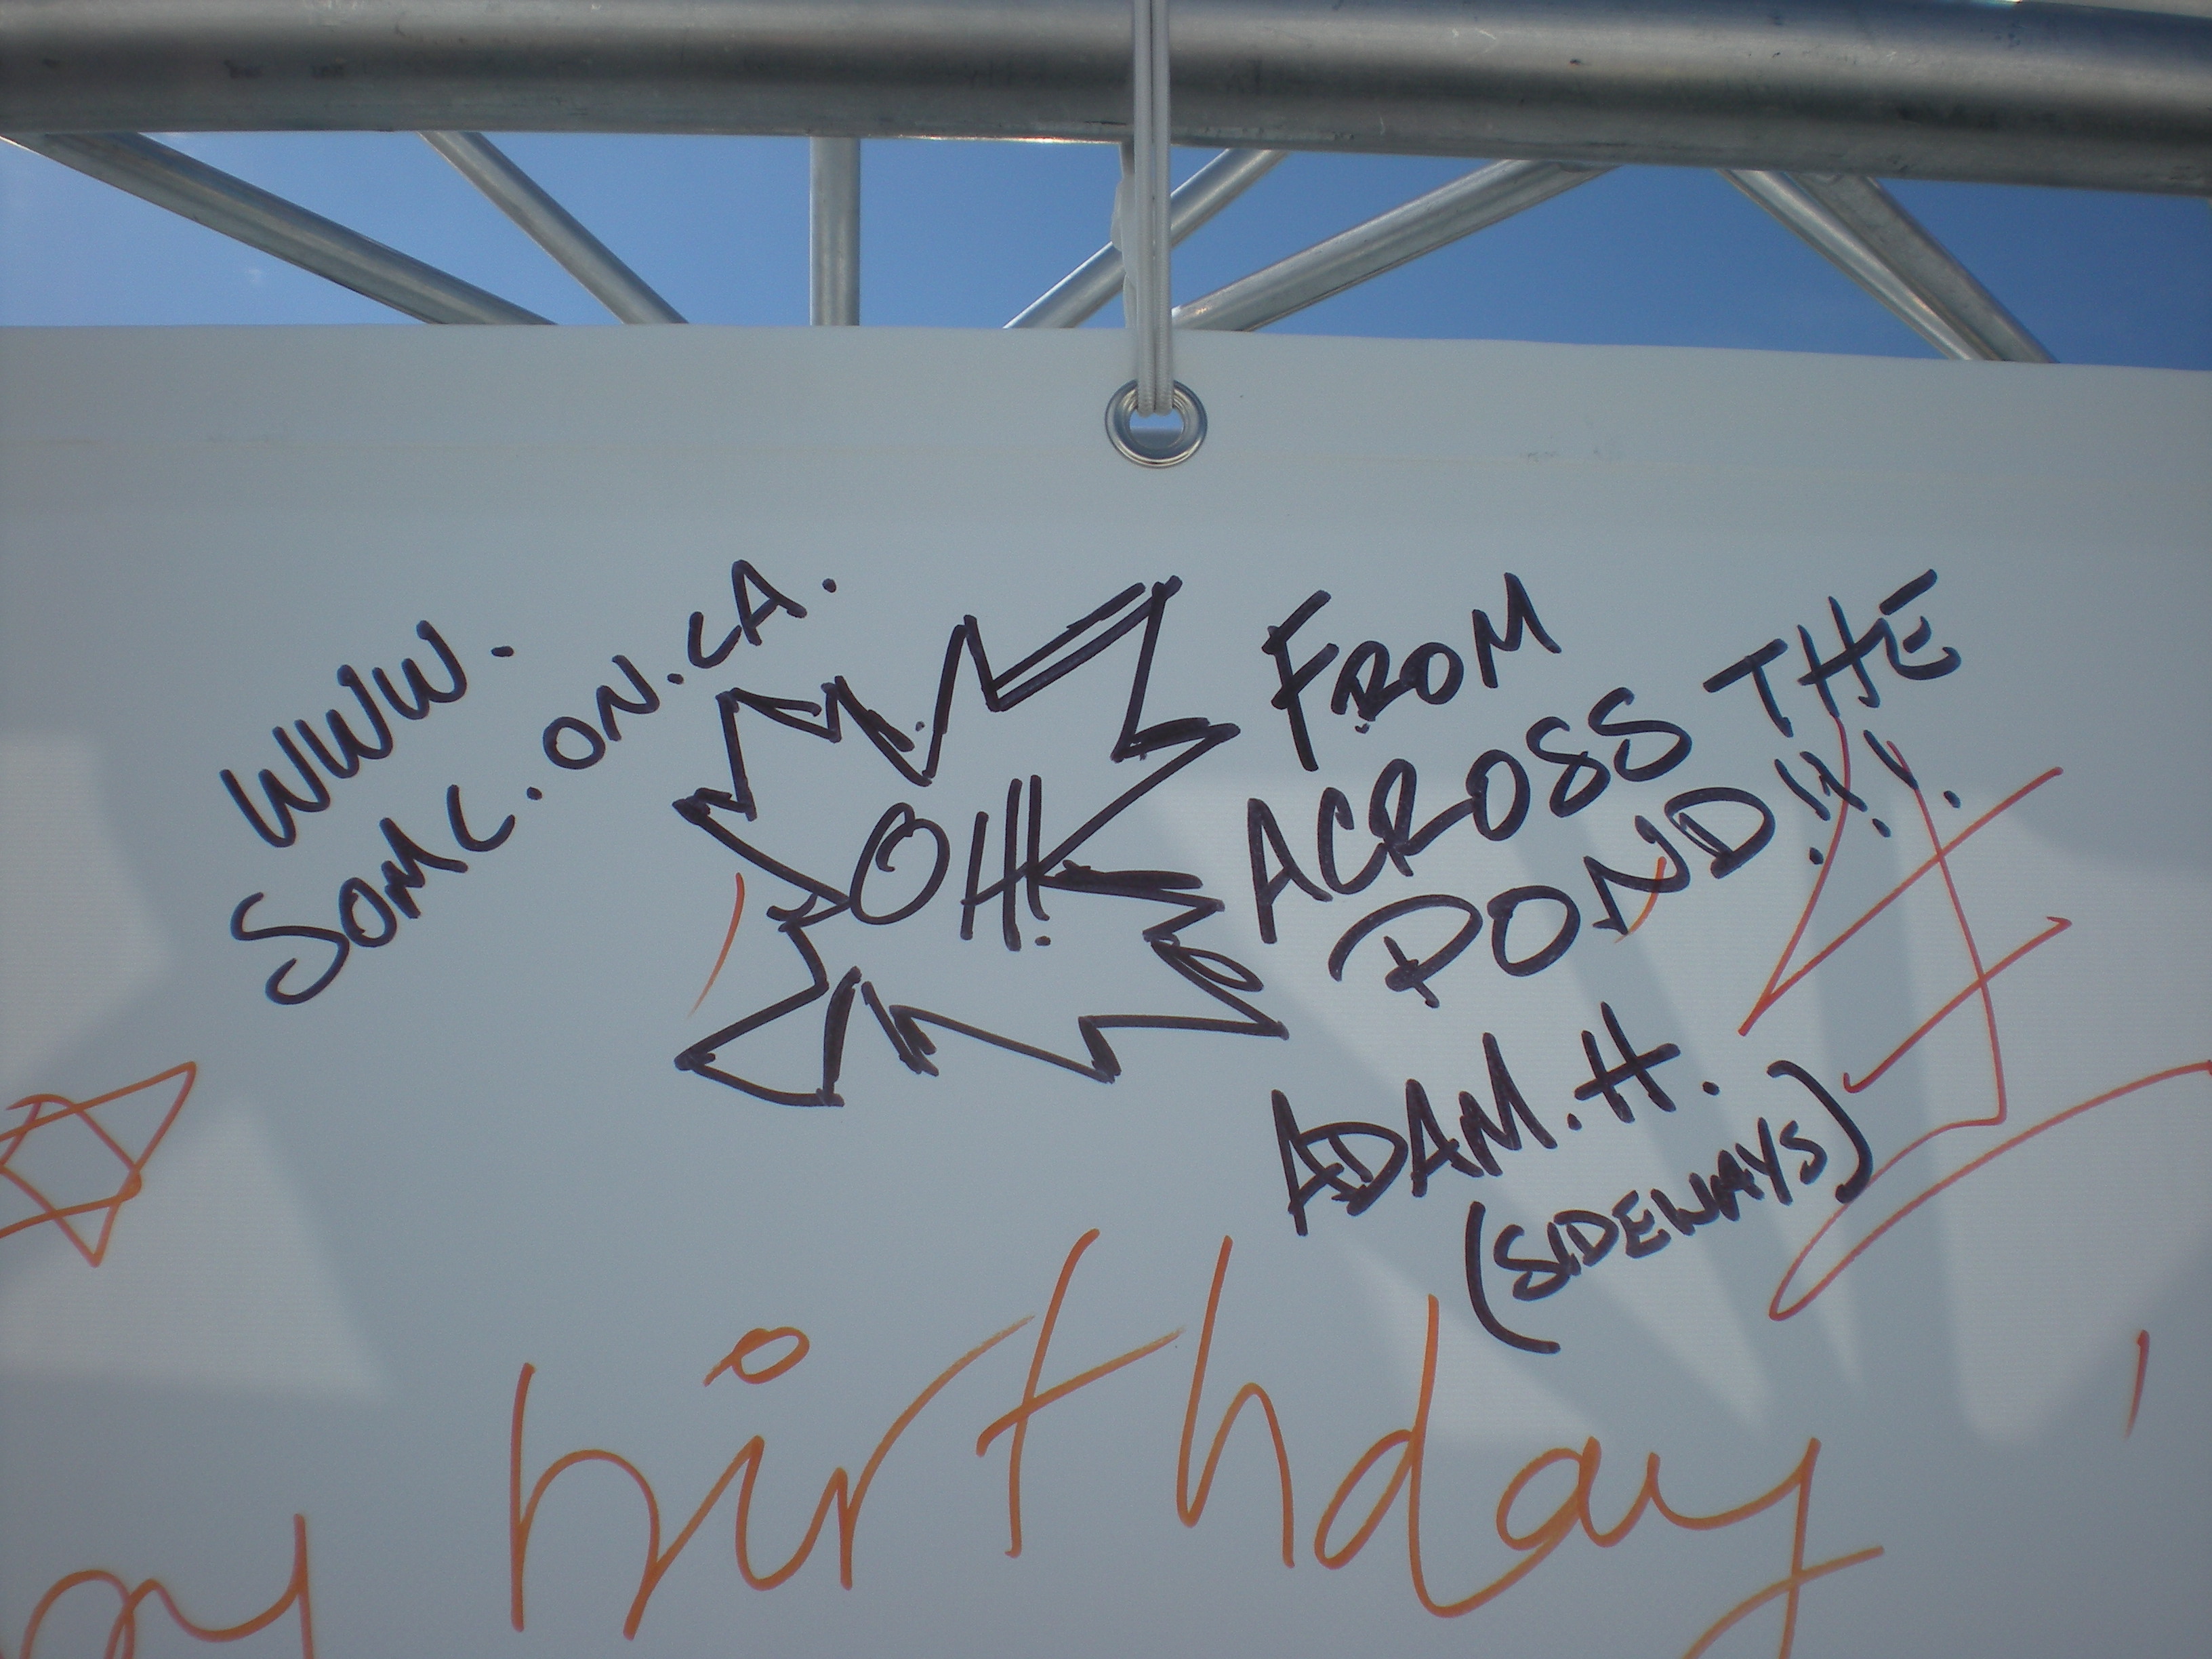 WWW.
SOMC.ON.CA.
OH!
FROM
ACROSS THE
POND!!!
ADAM.H.
(SIDEWAYS)
birthday